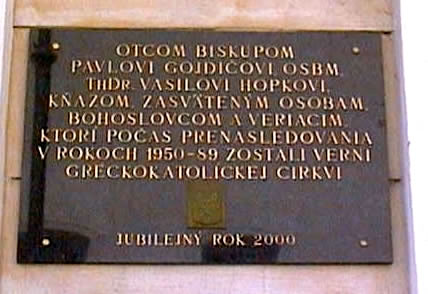 OTCOM BISKUPOM
PAVLOVI GOJDIČOVI, OSBM,
THDR. VASILOVI HOPKOVI,
KŇAZOM, ZASVÄTENÝM OSOBÁM,
BOHOSLOVCOM A VERIACIM,
KTORÍ POČAS PRENASLEDOVANIA
V ROKOCH 1950-89 ZOSTALI VERNÍ
GRÉCKOKATOLÍCKEJ CIRKVI
JUBILEJNÝ ROK 2000